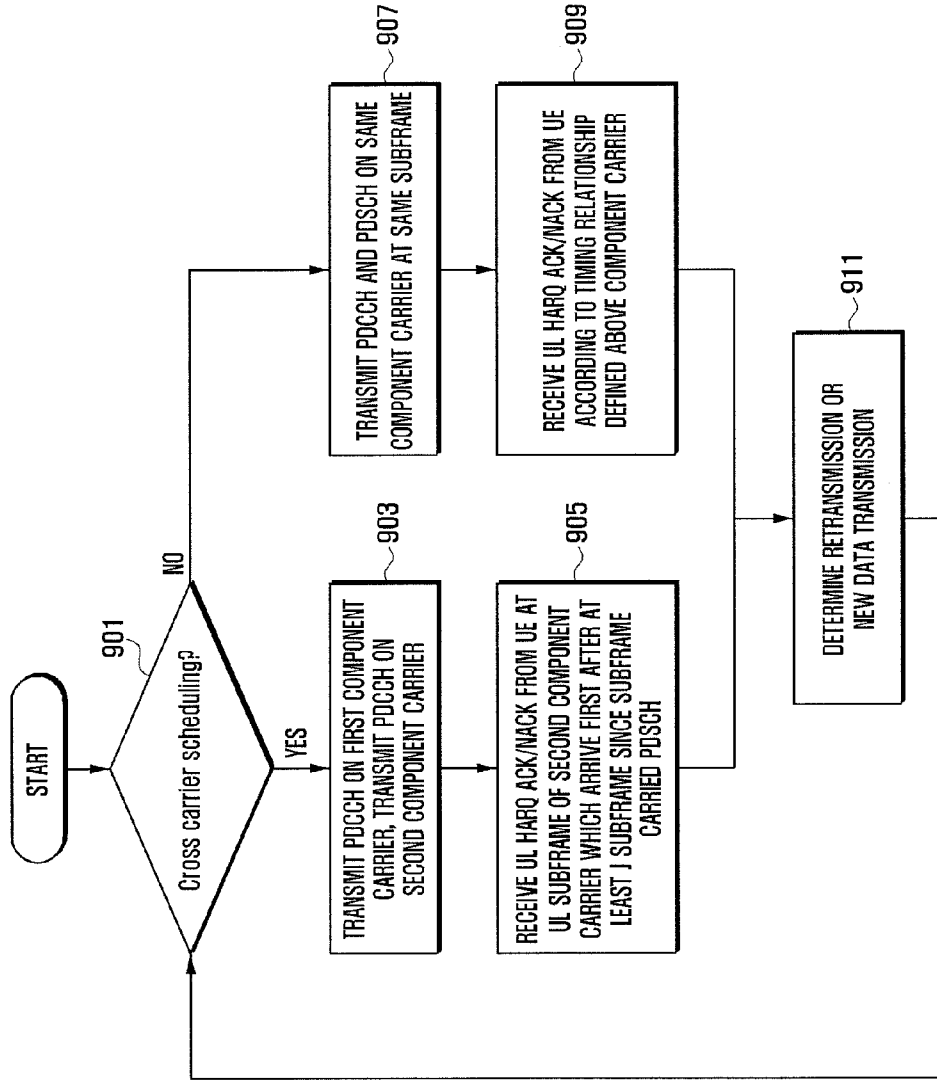 START
901
Cross carrier scheduling?
NO
YES
903
TRANSMIT PDCCH ON FIRST COMPONENT
CARRIER, TRANSMIT PDCCH ON
SECOND COMPONENT CARRIER
905
RECEIVE UL HARQ ACK/NACK FROM UE AT
UL SUBFRAME OF SECOND COMPONENT
CARRIER WHICH ARRIVE FIRST AFTER AT
LEAST J SUBFRAME SINCE SUBFRAME
CARRIED PDSCH
907
TRANSMIT PDCCH AND PDSCH ON SAME
COMPONENT CARRIER AT SAME SUBFRAME
909
RECEIVE UL HARQ ACK/NACK FROM UE
ACCORDING TO TIMING RELATIONSHIP
DEFINED ABOVE COMPONENT CARRIER
911
DETERMINE RETRANSMISSION OR
NEW DATA TRANSMISSION